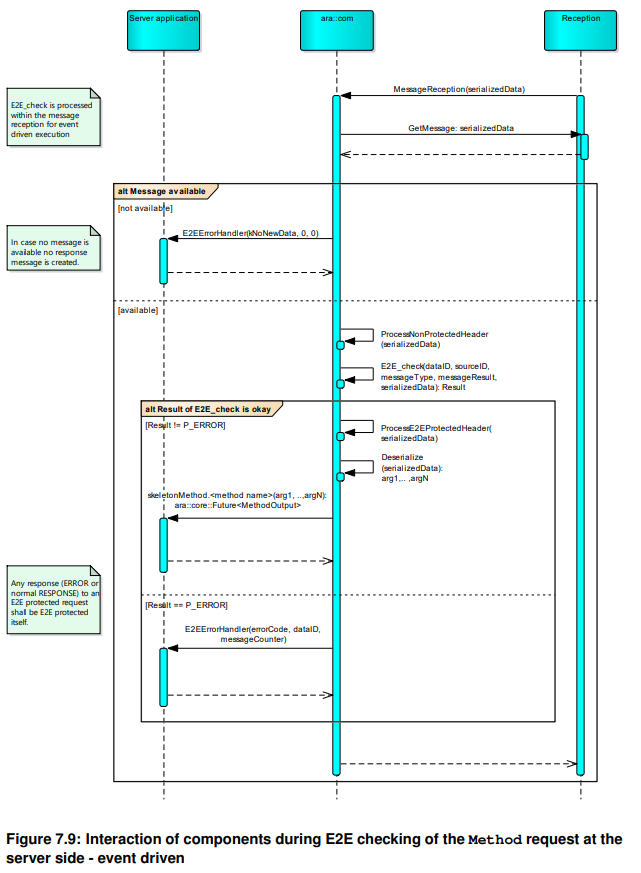 Server application
ara::com
Reception
MessageReception(serializedData)
E2E_check is processed
within the message
reception for event
driven execution
GetMessage: serializedData
alt Message available
[not available]
E2EErrorHandler(kNoNewData, 0, 0)
In case no message is
available no response
message is created.
[available]
ProcessNonProtectedHeader
(serializedData)
E2E_check(dataID, sourceID,
messageType, messageResult,
serializedData): Result
alt Result of E2E_check is okay
[Result != P_ERROR]
ProcessE2EProtectedHeader(
serializedData)
Deserialize
(serializedData):
arg1,.. ,argN
skeletonMethod.<method name>(arg1, ..,argN):
ara::core::Future<MethodOutput>
Any response (ERROR or
normal RESPONSE) to an
E2E protected request
shall be E2E protected
itself.
[Result == P_ERROR]
E2EErrorHandler(errorCode, dataID,
messageCounter)
Figure 7.9: Interaction of components during E2E checking of the Method request at the
server side - event driven